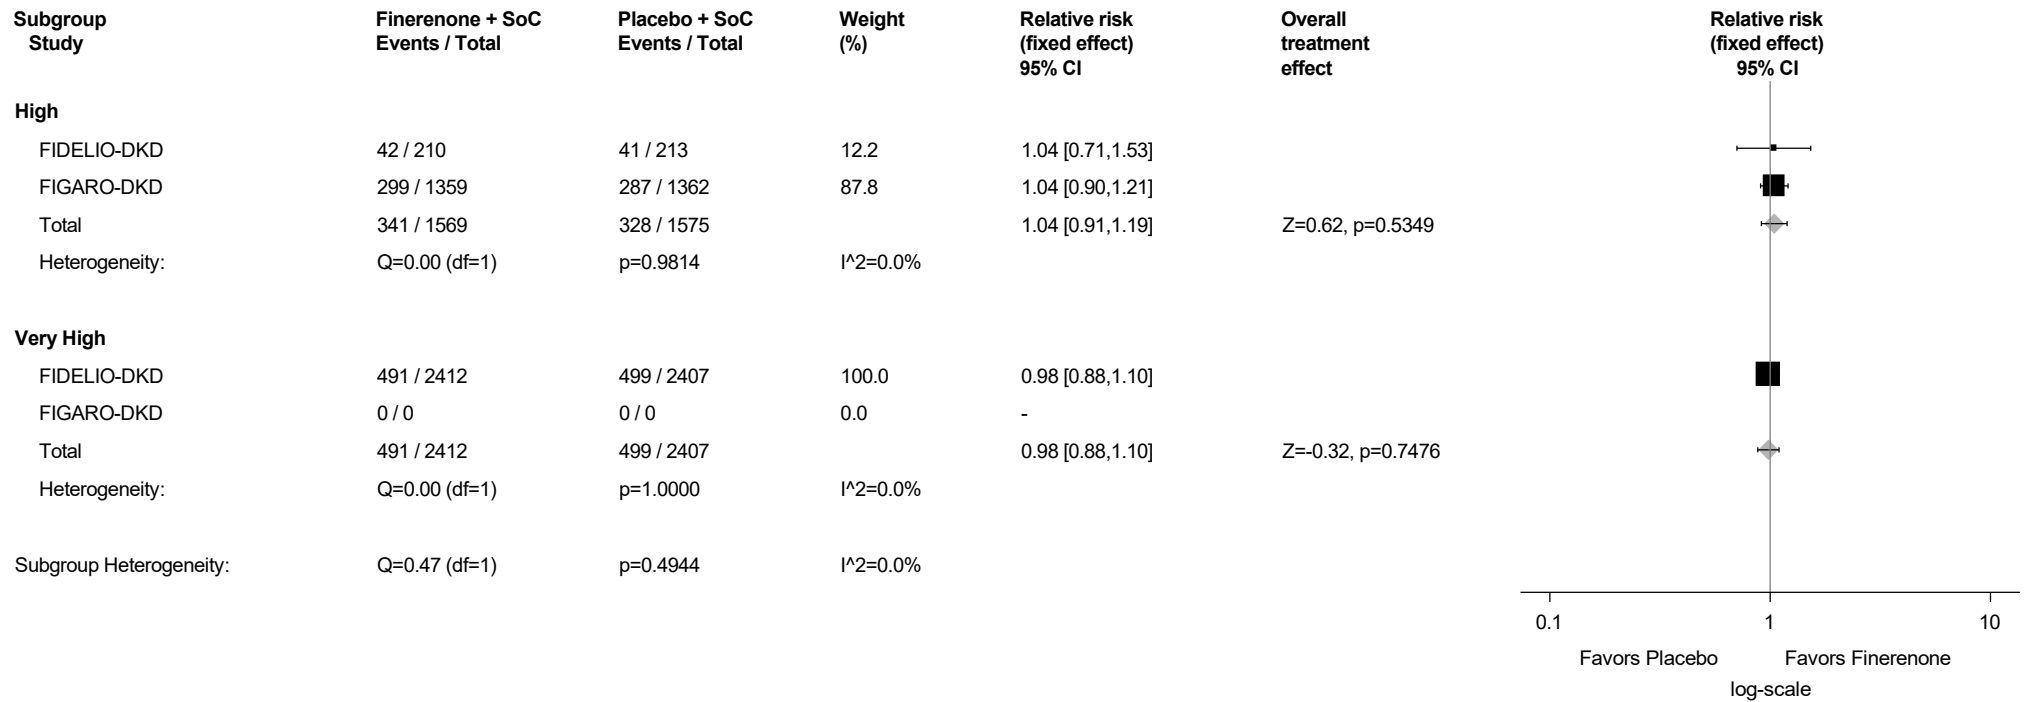 Subgroup Finerenone + SoC Placebo + SoC Weight Relative risk Overall Relative risk
Study Events / Total Events / Total (%) (fixed effect) treatment (fixed effect)
95% CI effect 95% CI
High
FIDELIO-DKD 42 / 210 41 / 213 12.2 1.04 [0.71,1.53]
FIGARO-DKD 299 / 1359 287 / 1362 87.8 1.04 [0.90,1.21]
Total 341 / 1569 328 / 1575 1.04 [0.91,1.19] Z=0.62, p=0.5349
Heterogeneity: Q=0.00 (df=1) p=0.9814 I^2=0.0%
Very High
FIDELIO-DKD 491 / 2412 499 / 2407 100.0 0.98 [0.88,1.10]
FIGARO-DKD 0 / 0 0 / 0 0.0 -
Total 491 / 2412 499 / 2407 0.98 [0.88,1.10] Z=-0.32, p=0.7476
Heterogeneity: Q=0.00 (df=1) p=1.0000 I^2=0.0%
Subgroup Heterogeneity: Q=0.47 (df=1) p=0.4944 I^2=0.0%
0.1 1 10
Favors Placebo Favors Finerenone
log-scale